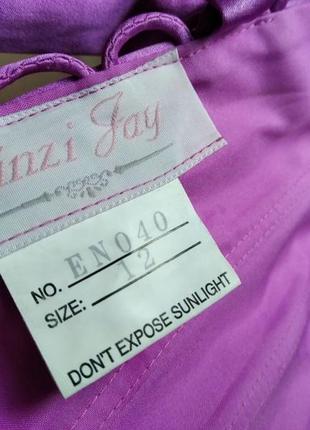 inzi Jay
NO. EN040
SIZE: 12
DON'T EXPOSE SUNLIGHT